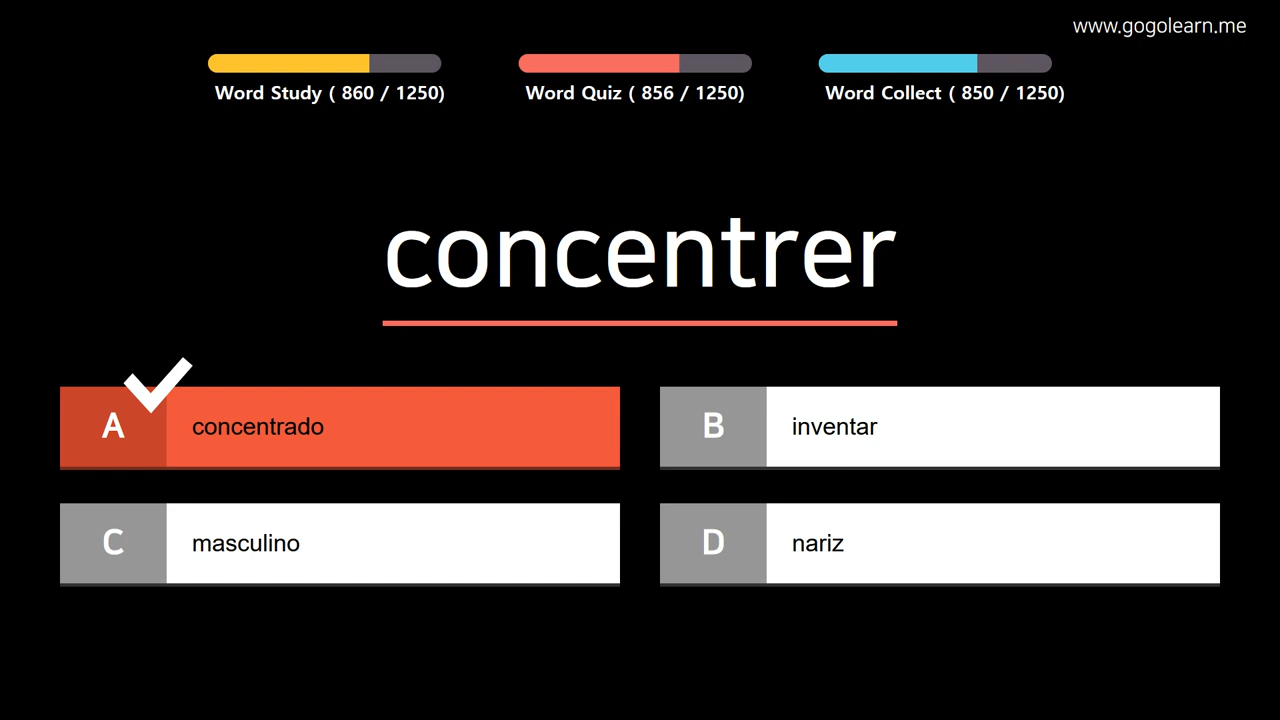 www.gogolearn.me
Word Study ( 860 / 1250)
Word Quiz ( 856 / 1250)
Word Collect ( 850 / 1250)
concentrer
A concentrado
B inventar
C masculino
D nariz